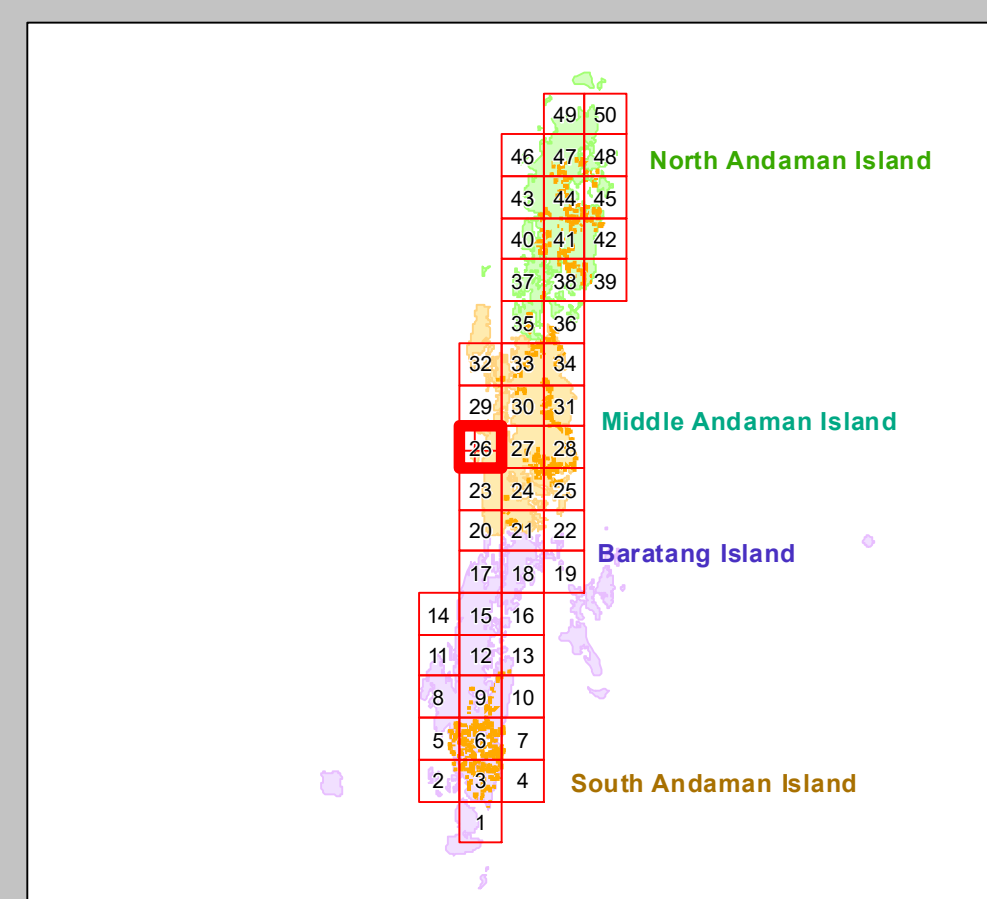 49 50
46 47 48
North Andaman Island
43 44 45
40 41 42
37 38 39
35 36
32 33 34
29 30 31
Middle Andaman Island
26 27 28
23 24 25
20 21 22
Baratang Island
17 18 19
14 15 16
11 12 13
8 9 10
5 6 7
2 3 4
South Andaman Island
1